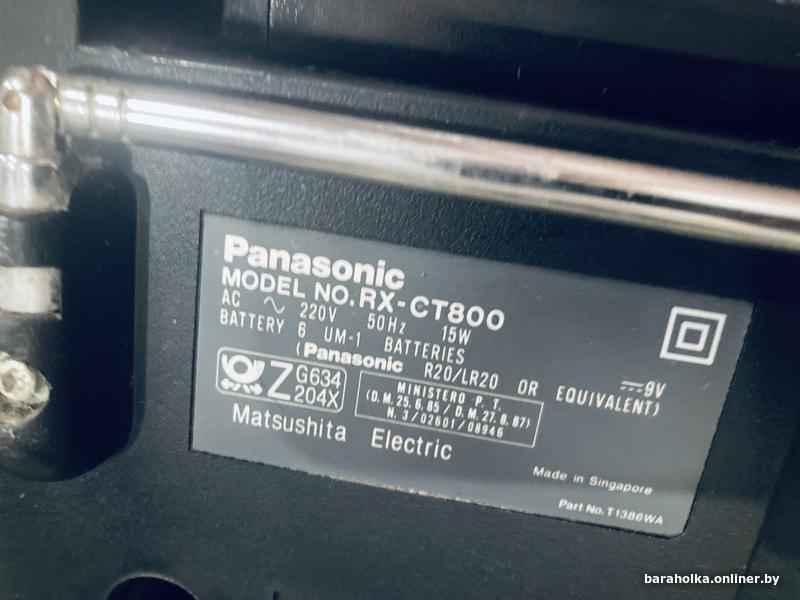 Panasonic
MODEL NO. RX-CT800
AC ~ 220V 50Hz 15W
BATTERY 6 UM-1 BATTERIES ⎓9V
(Panasonic R20/LR20 OR EQUIVALENT)
Z G634
204X
MINISTERO P. T.
(D. M. 25. 6. 85 / D. M. 27. 8. 87)
N. 3 / 02601 / 08946
Matsushita Electric
Made in Singapore
Part No. T1386WA
baraholka.onliner.by